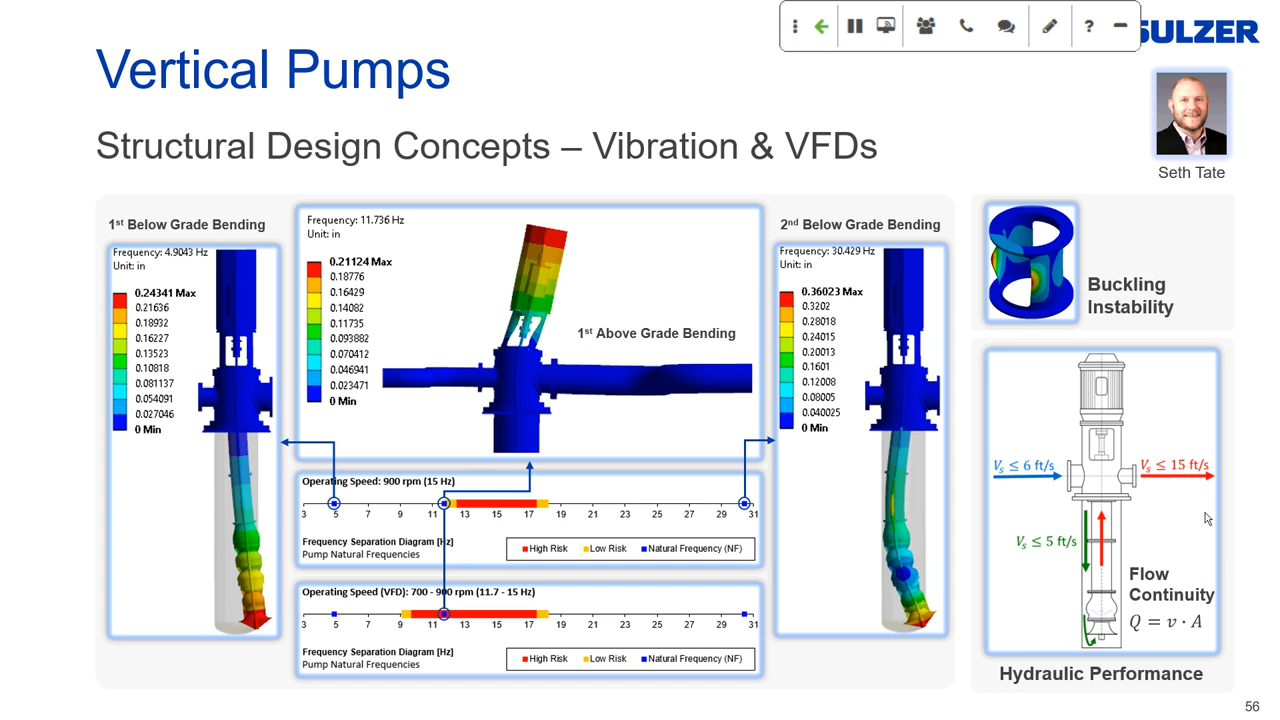 SULZER
Vertical Pumps
Structural Design Concepts – Vibration & VFDs
Seth Tate
1st Below Grade Bending
Frequency: 4.9043 Hz
Unit: in
0.24341 Max
0.21636
0.18932
0.16227
0.13523
0.10818
0.081137
0.054091
0.027046
0 Min
Frequency: 11.736 Hz
Unit: in
0.21124 Max
0.18776
0.16429
0.14082
0.11735
0.093882
0.070412
0.046941
0.023471
0 Min
1st Above Grade Bending
2nd Below Grade Bending
Frequency: 30.429 Hz
Unit: in
0.36023 Max
0.3202
0.28018
0.24015
0.20013
0.1601
0.12008
0.08005
0.040025
0 Min
Operating Speed: 900 rpm (15 Hz)
3 5 7 9 11 13 15 17 19 21 23 25 27 29 31
Frequency Separation Diagram [Hz]
Pump Natural Frequencies
High Risk Low Risk Natural Frequency (NF)
Operating Speed (VFD): 700 - 900 rpm (11.7 - 15 Hz)
3 5 7 9 11 13 15 17 19 21 23 25 27 29 31
Frequency Separation Diagram [Hz]
Pump Natural Frequencies
High Risk Low Risk Natural Frequency (NF)
Buckling
Instability
Vs ≤ 6 ft/s
Vs ≤ 15 ft/s
Vs ≤ 5 ft/s
Flow
Continuity
Q = v · A
Hydraulic Performance
56